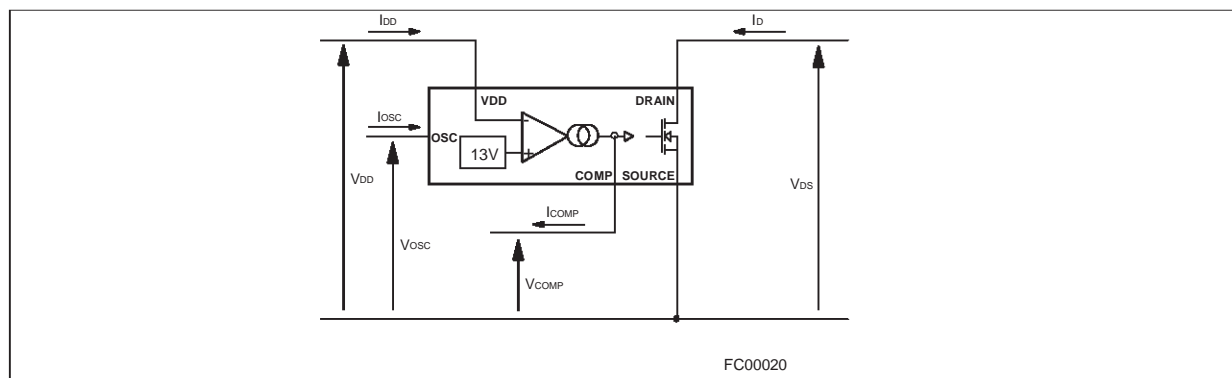 IDD ID
VDD DRAIN
IOSC
OSC
13V
COMP SOURCE
VDD VDS
ICOMP
VOSC
VCOMP
FC00020